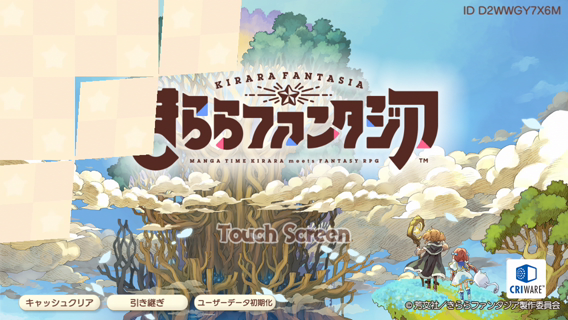 ID D2WWGY7X6M
KIRARA FANTASIA
きららファンタジア
MANGA TIME KIRARA meets FANTASY RPG
TM
Touch Screen
キャッシュクリア
引き継ぎ
ユーザーデータ初期化
CRIWARE
© 芳文社／きららファンタジア製作委員会